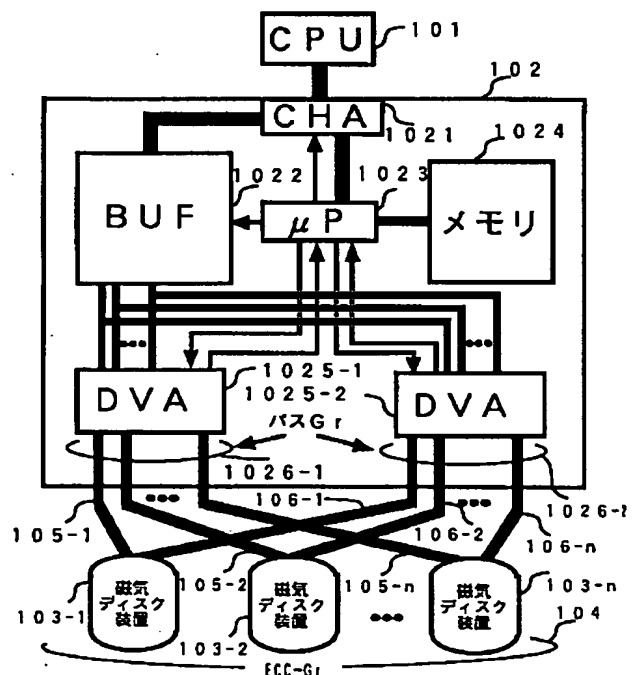 CPU
101
102
CHA
1021
1024
1022
1023
BUF
μP
メモリ
•••
•••
1025-1
DVA
1025-2
DVA
パスGr
1026-1
•••
106-1
•••
1026-2
105-1
106-2
106-n
105-2
105-n
磁気
ディスク
装置
磁気
ディスク
装置
磁気
ディスク
装置
103-n
103-1
•••
104
103-2
ECC-Gr